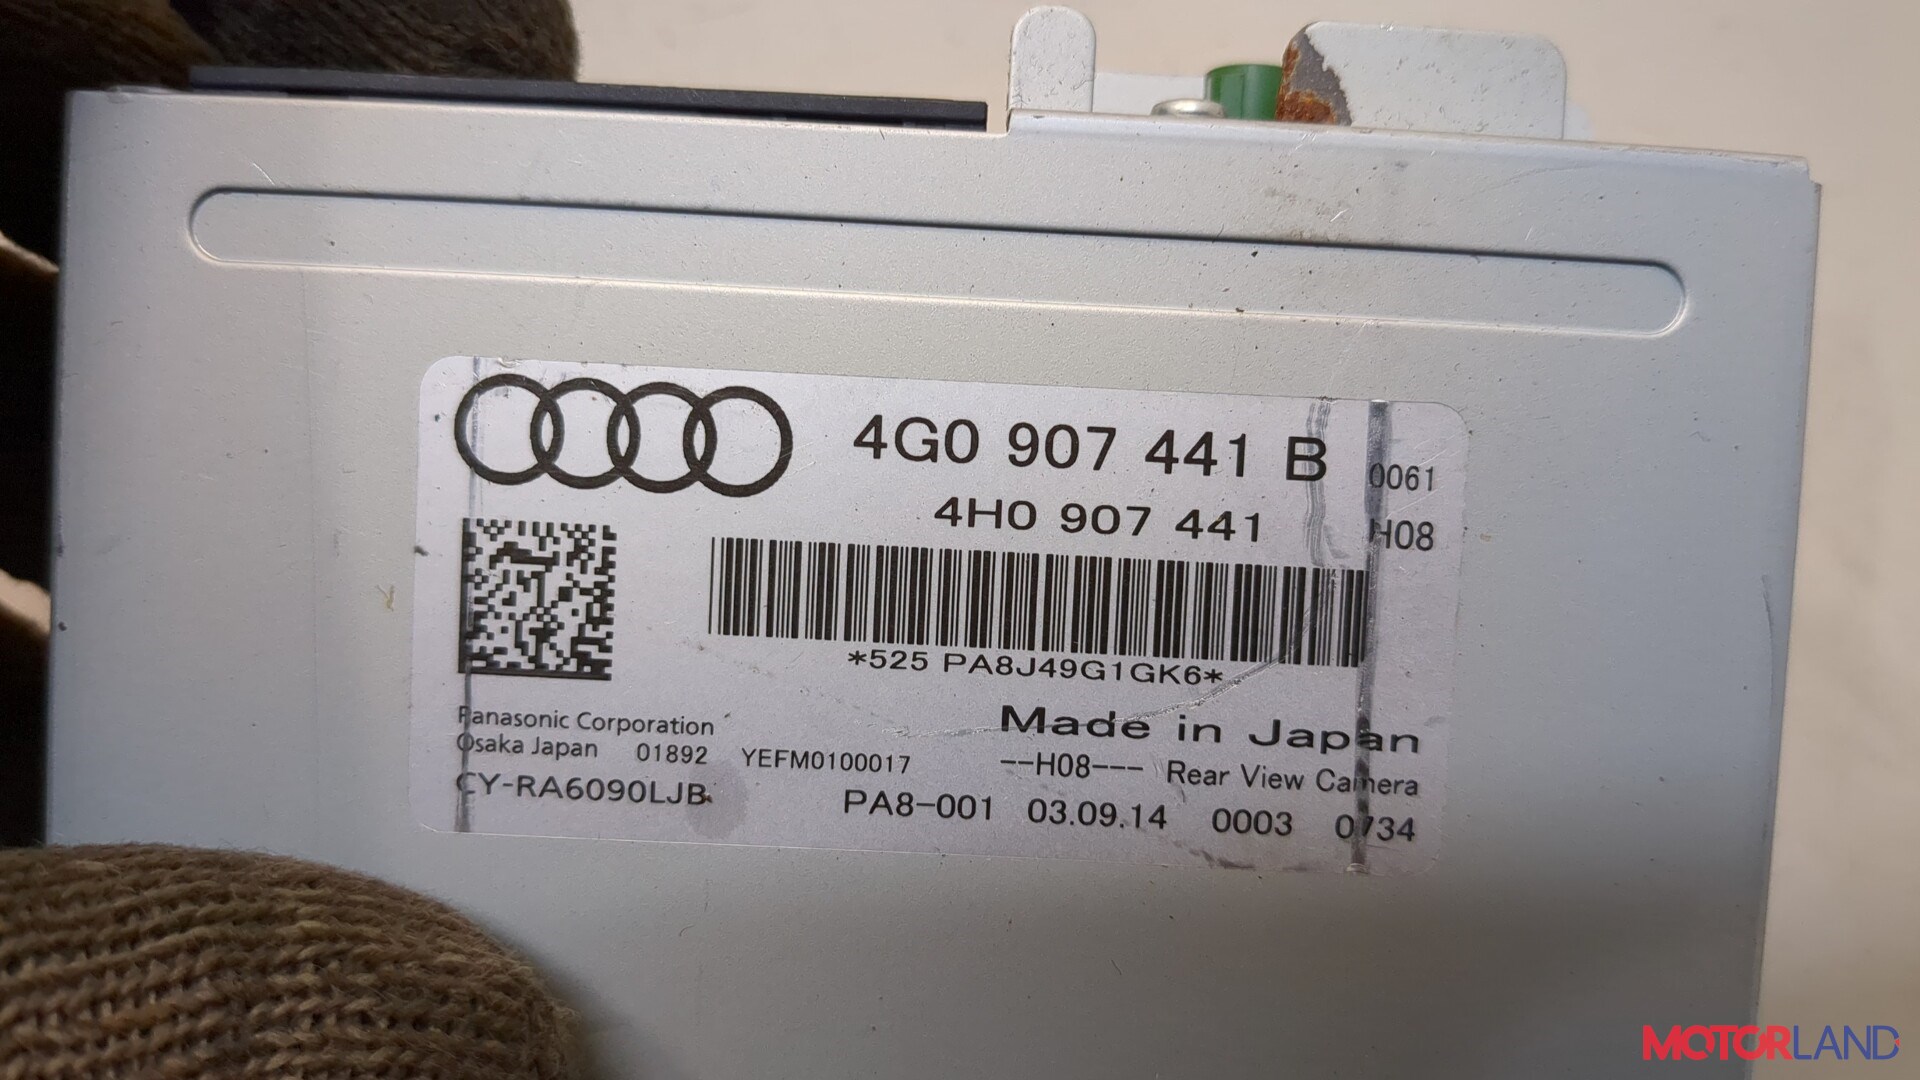 4G0 907 441 B 0061
4H0 907 441 H08
*525 PA8J49G1GK6*
Panasonic Corporation
Made in Japan
Osaka Japan 01892 YEFM0100017
--H08--- Rear View Camera
CY-RA6090LJB
PA8-001 03.09.14 0003 0734
MOTORLAND